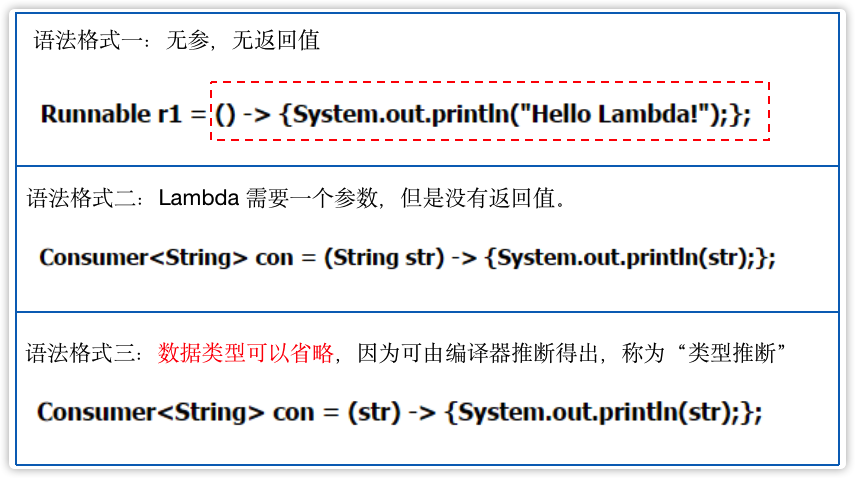 语法格式一：无参，无返回值
Runnable r1 = () -> {System.out.println("Hello Lambda!");};
语法格式二：Lambda 需要一个参数，但是没有返回值。
Consumer<String> con = (String str) -> {System.out.println(str);};
语法格式三：数据类型可以省略，因为可由编译器推断得出，称为“类型推断”
Consumer<String> con = (str) -> {System.out.println(str);};